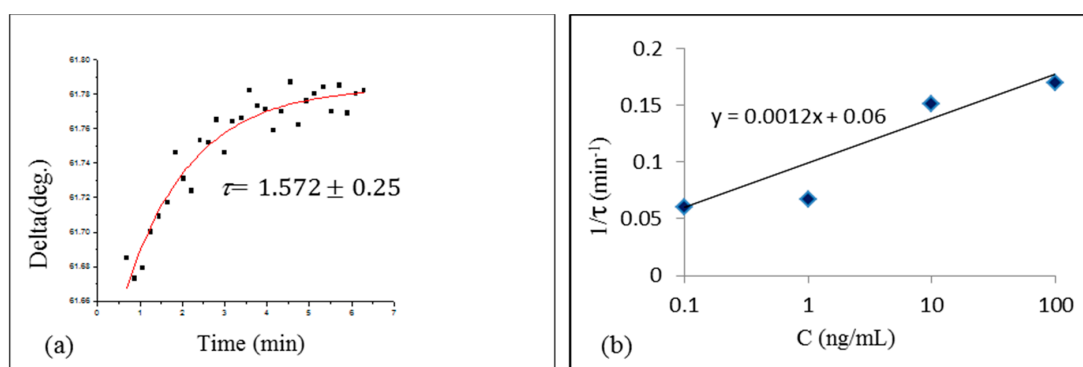 61.80
61.78
61.76
61.74
61.72
61.70
61.68
61.66
Delta(deg.)
τ= 1.572 ± 0.25
0 1 2 3 4 5 6 7
(a) Time (min)
0.2
0.15
0.1
0.05
0
1/τ (min-1)
y = 0.0012x + 0.06
0.1 1 10 100
(b) C (ng/mL)